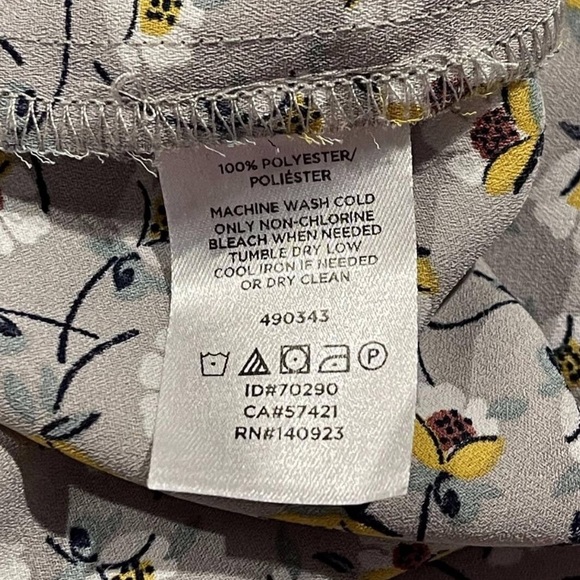 100% POLYESTER/
POLIÉSTER
MACHINE WASH COLD
ONLY NON-CHLORINE
BLEACH WHEN NEEDED
TUMBLE DRY LOW
COOL IRON IF NEEDED
OR DRY CLEAN
490343
P
ID#70290
CA#57421
RN#140923